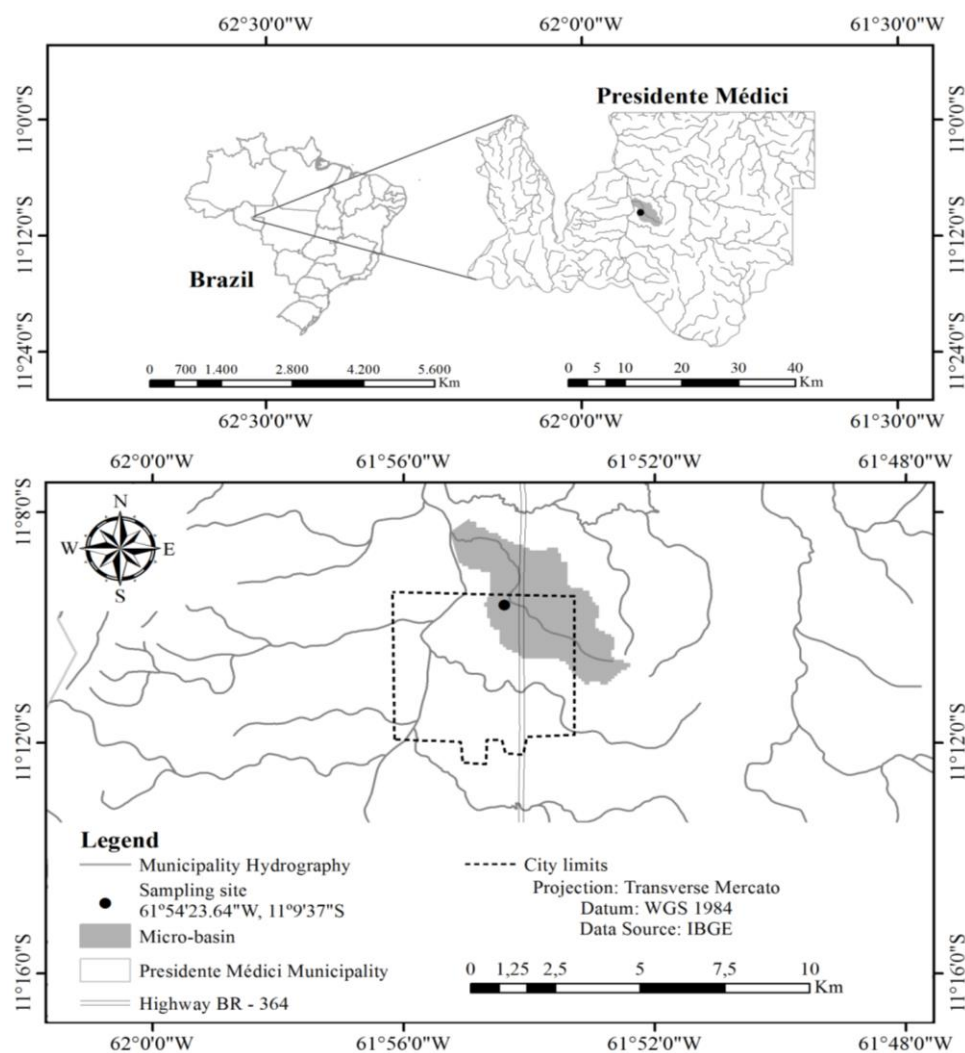 62°30'0"W 62°0'0"W 61°30'0"W
Presidente Médici
11°0'0"S 11°0'0"S
11°12'0"S 11°12'0"S
Brazil
11°24'0"S 11°24'0"S
0 700 1.400 2.800 4.200 5.600
Km
0 5 10 20 30 40
Km
62°30'0"W 62°0'0"W 61°30'0"W
62°0'0"W 61°56'0"W 61°52'0"W 61°48'0"W
11°8'0"S 11°8'0"S
N
W E
S
11°12'0"S 11°12'0"S
Legend
Municipality Hydrography
Sampling site
61°54'23.64"W, 11°9'37"S
Micro-basin
Presidente Médici Municipality
Highway BR - 364
City limits
Projection: Transverse Mercato
Datum: WGS 1984
Data Source: IBGE
0 1,25 2,5 5 7,5 10
Km
11°16'0"S 11°16'0"S
62°0'0"W 61°56'0"W 61°52'0"W 61°48'0"W